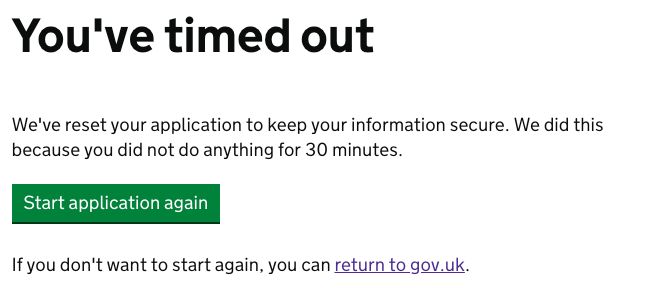 You've timed out
We've reset your application to keep your information secure. We did this
because you did not do anything for 30 minutes.
Start application again
If you don't want to start again, you can return to gov.uk.